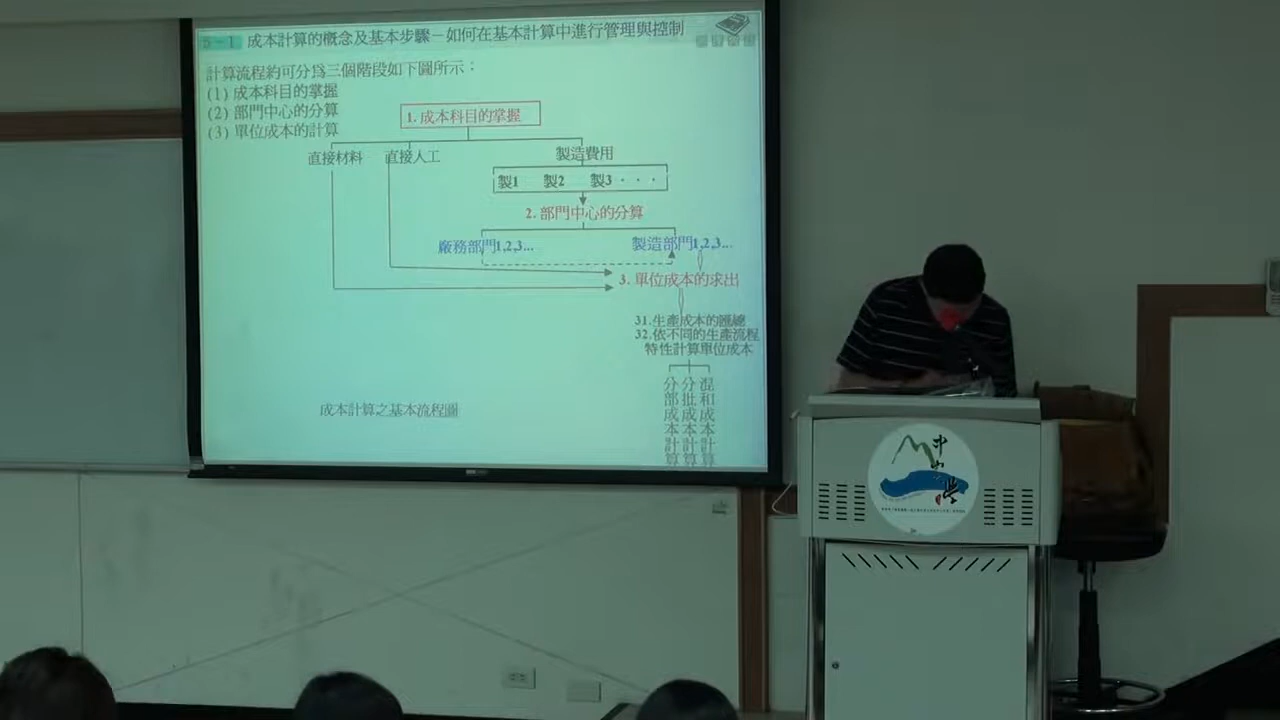 5-1 成本計算的概念及基本步驟－如何在基本計算中進行管理與控制
計算流程約可分為三個階段如下圖所示：
(1) 成本科目的掌握
(2) 部門中心的分算
(3) 單位成本的計算
1. 成本科目的掌握
直接材料 直接人工 製造費用
製1 製2 製3 · · ·
2. 部門中心的分算
廠務部門1,2,3... 製造部門1,2,3...
3. 單位成本的求出
31.生產成本的匯總
32.依不同的生產流程
特性計算單位成本
分部成本計算
分批成本計算
混和成本計算
成本計算之基本流程圖
中山